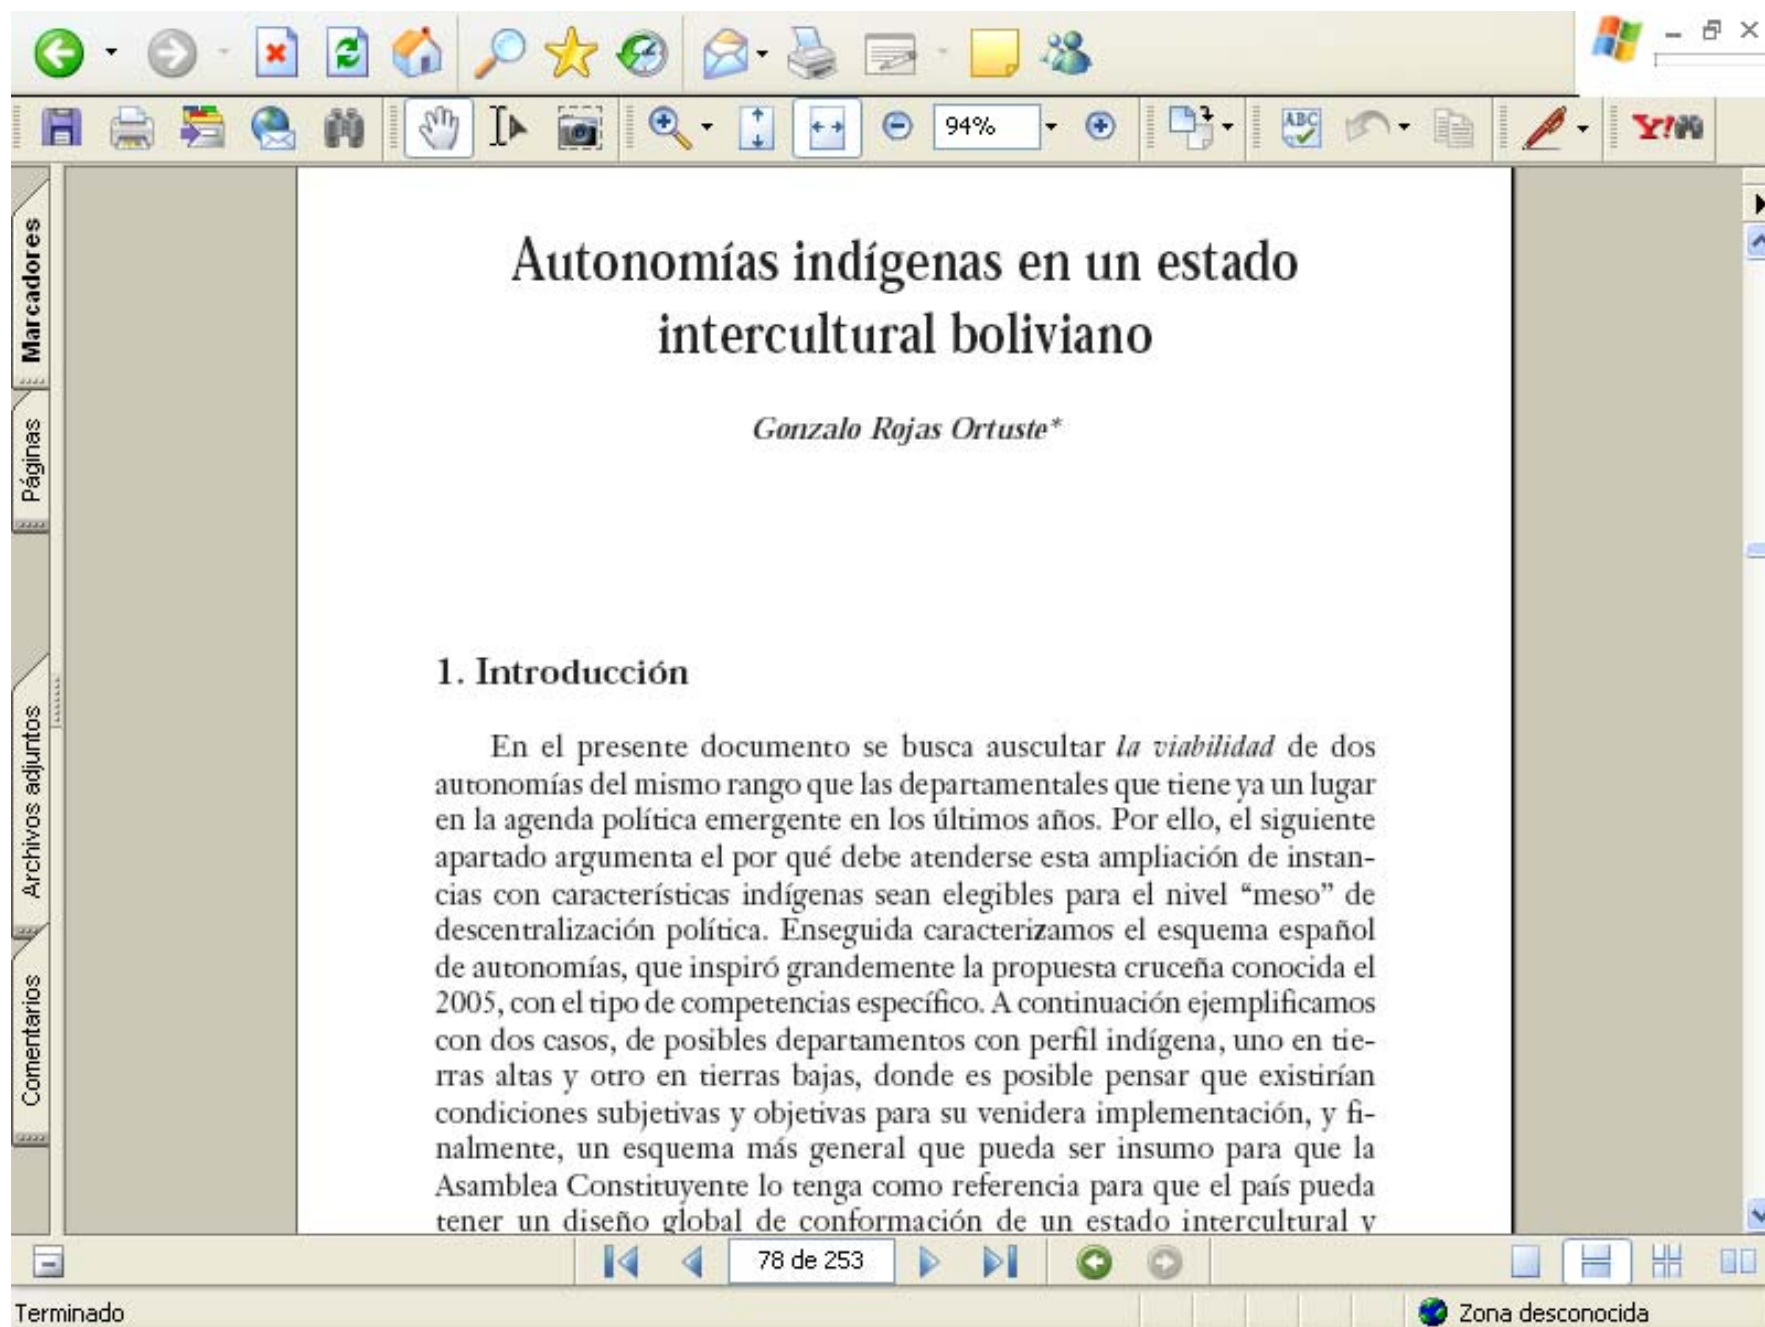 94%
ABC
Y!
Marcadores
Páginas
Archivos adjuntos
Comentarios
Autonomías indígenas en un estado
intercultural boliviano
Gonzalo Rojas Ortuste*
1. Introducción
En el presente documento se busca auscultar la viabilidad de dos
autonomías del mismo rango que las departamentales que tiene ya un lugar
en la agenda política emergente en los últimos años. Por ello, el siguiente
apartado argumenta el por qué debe atenderse esta ampliación de instan-
cias con características indígenas sean elegibles para el nivel “meso” de
descentralización política. Enseguida caracterizamos el esquema español
de autonomías, que inspiró grandemente la propuesta cruceña conocida el
2005, con el tipo de competencias específico. A continuación ejemplificamos
con dos casos, de posibles departamentos con perfil indígena, uno en tie-
rras altas y otro en tierras bajas, donde es posible pensar que existirían
condiciones subjetivas y objetivas para su venidera implementación, y fi-
nalmente, un esquema más general que pueda ser insumo para que la
Asamblea Constituyente lo tenga como referencia para que el país pueda
tener un diseño global de conformación de un estado intercultural y
78 de 253
Terminado
Zona desconocida